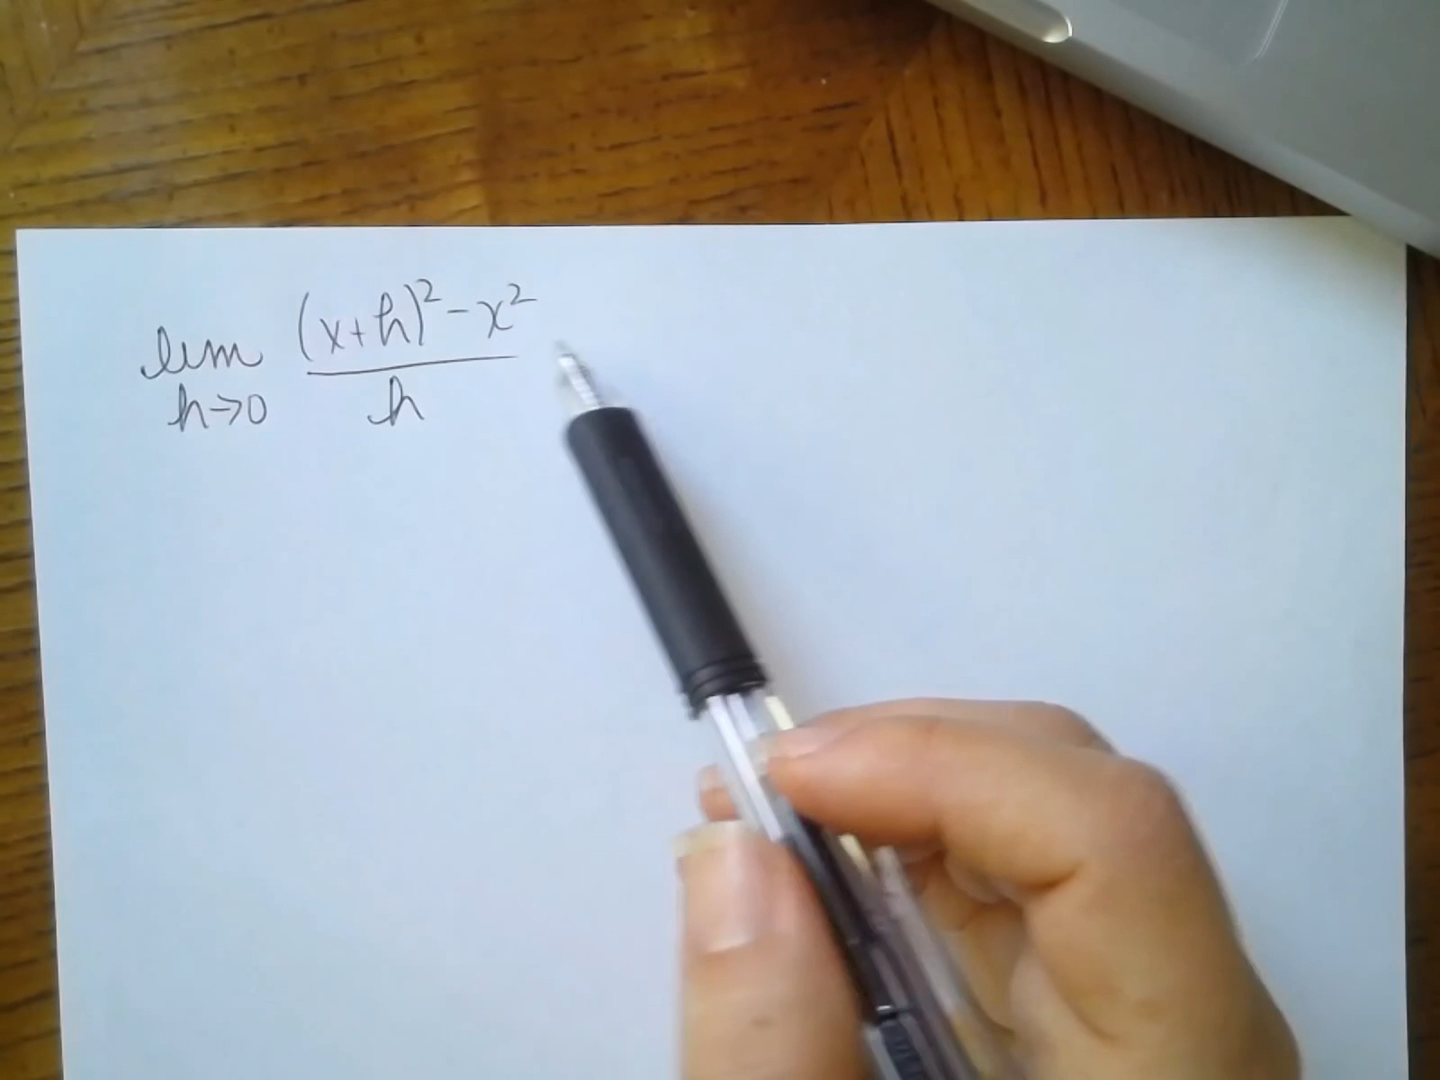 lim (x+h)² - x²
h→0 h